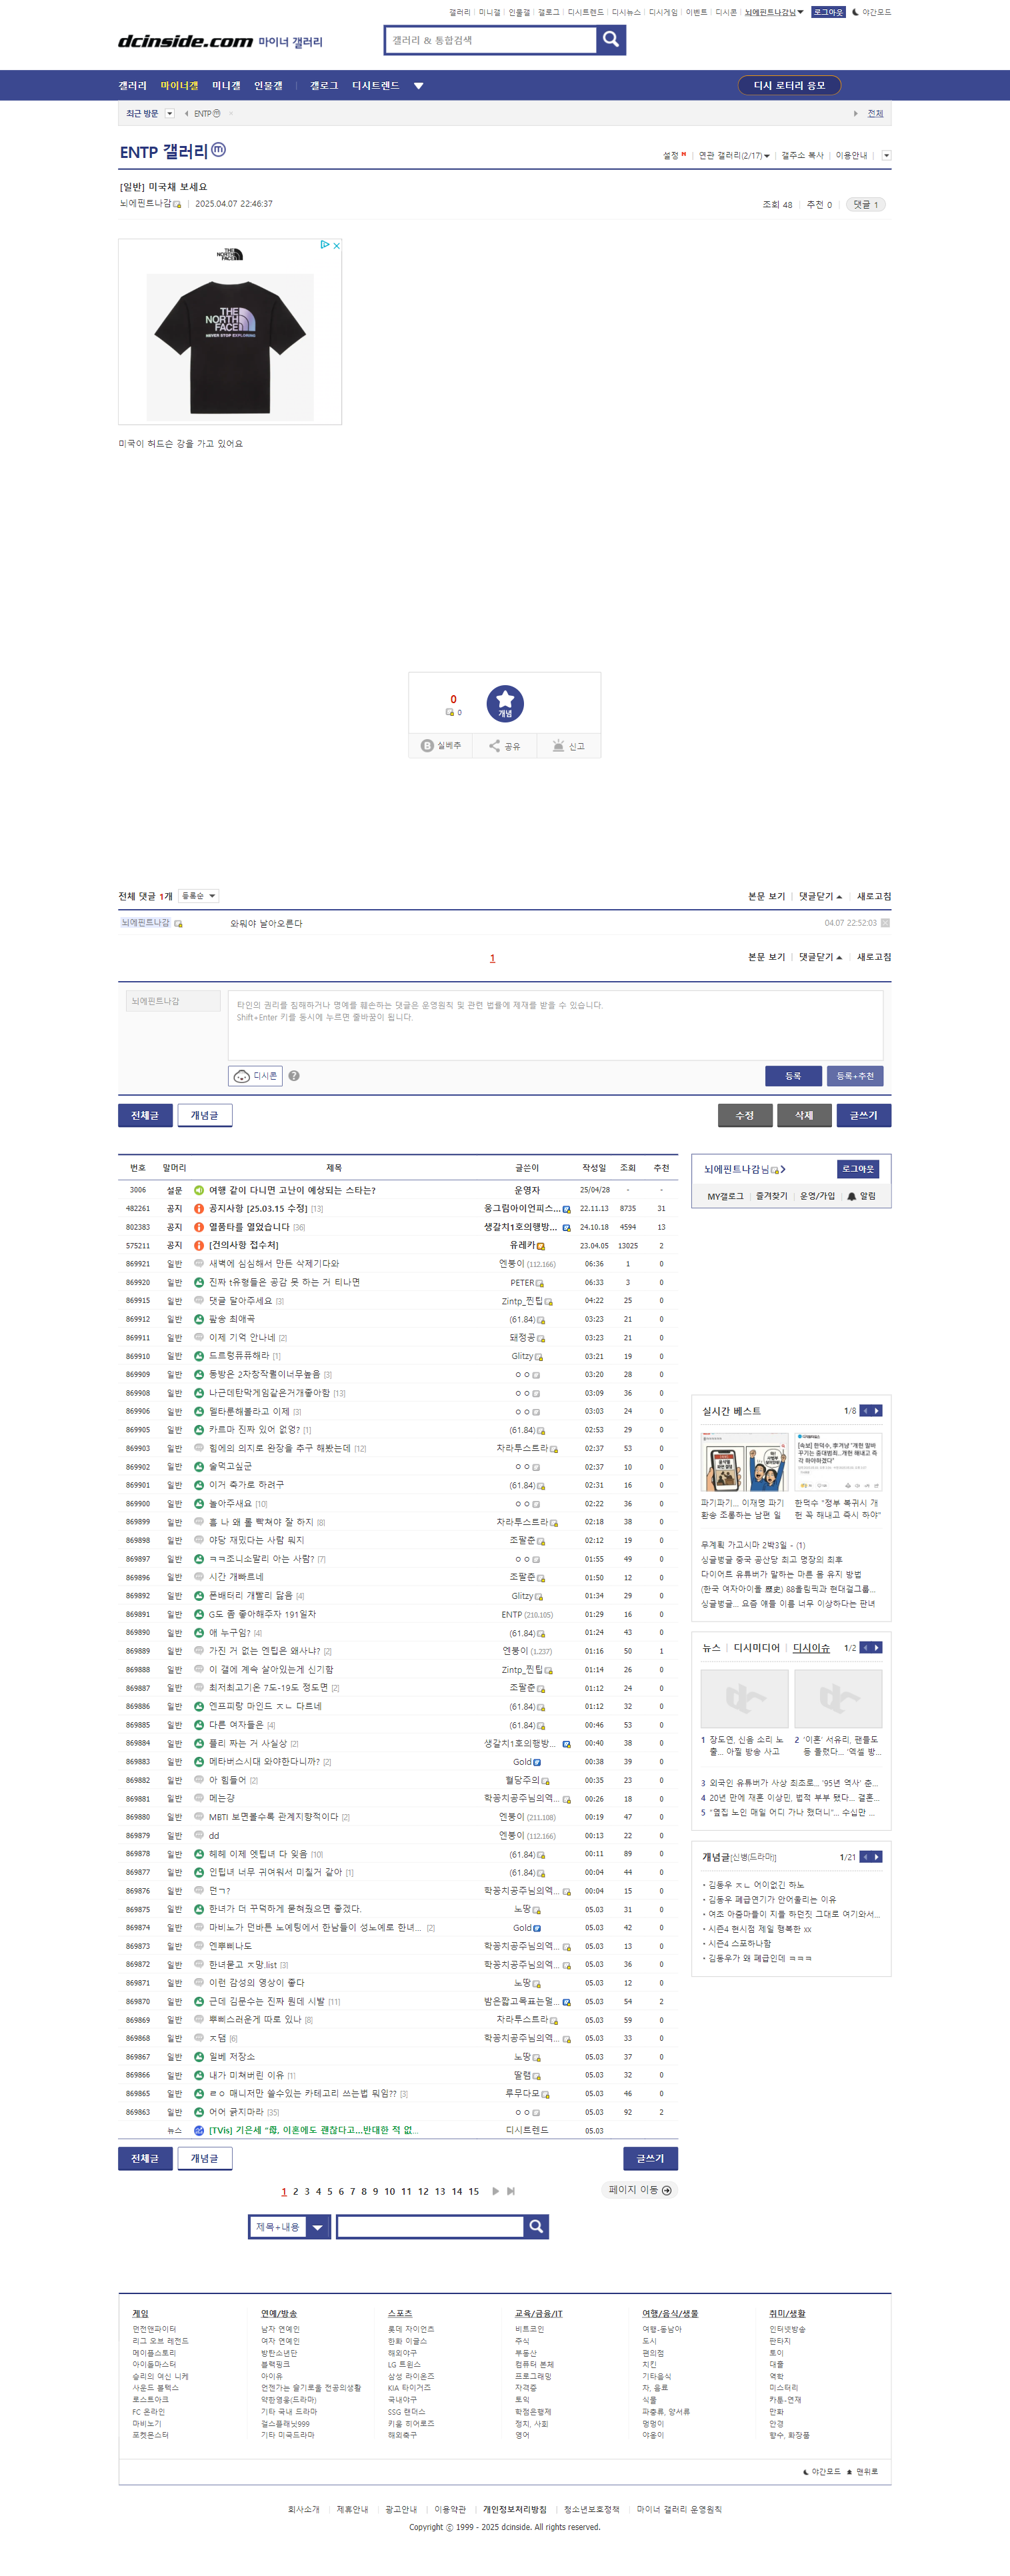 갤러리 | 미니갤 | 인물갤 | 갤로그 | 디시트렌드 | 디시뉴스 | 디시게임 | 이벤트 | 디시콘 | 뇌에핀트나감님 로그아웃 야간모드
dcinside.com 마이너 갤러리
갤러리 & 통합검색
갤러리 마이너갤 미니갤 인물갤 | 갤로그 디시트렌드
디시 로터리 응모
최근 방문 ENTP ⓜ 전체
ENTP 갤러리 ⓜ
설정 N | 연관 갤러리(2/17) | 갤주소 복사 | 이용안내
[일반] 미국채 보세요
뇌에핀트나감 | 2025.04.07 22:46:37
조회 48 | 추천 0 | 댓글 1
THE NORTH FACE
THE NORTH FACE
NEVER STOP EXPLORING
미국이 허드슨 강을 가고 있어요
0
0
개념
실베추 공유 신고
전체 댓글 1개 등록순
본문 보기 | 댓글닫기 | 새로고침
뇌에핀트나감 와뭐야 날아오른다 04.07 22:52:03
1
본문 보기 | 댓글닫기 | 새로고침
뇌에핀트나감
타인의 권리를 침해하거나 명예를 훼손하는 댓글은 운영원칙 및 관련 법률에 제재를 받을 수 있습니다.
Shift+Enter 키를 동시에 누르면 줄바꿈이 됩니다.
디시콘 ?
등록 등록+추천
전체글 개념글
수정 삭제 글쓰기
번호 말머리 제목 글쓴이 작성일 조회 추천
3006 설문 여행 같이 다니면 고난이 예상되는 스타는? 운영자 25/04/28 - -
482261 공지 공지사항 [25.03.15 수정] [13] 웅그림아이언피스... 22.11.13 8735 31
802383 공지 열품타를 열었습니다 [36] 생갈치1호의행방... 24.10.18 4594 13
575211 공지 [건의사항 접수처] 유레카 23.04.05 13025 2
869921 일반 새벽에 심심해서 만든 삭제기다와 엔붕이 (112.166) 06:36 1 0
869920 일반 진짜 t유형들은 공감 못 하는 거 티나면 PETER 06:33 3 0
869915 일반 댓글 달아주세요 [3] Zintp_찐팁 04:22 25 0
869912 일반 팝송 최애곡 (61.84) 03:23 21 0
869911 일반 이제 기억 안나네 [2] 돼정공 03:23 21 0
869910 일반 드르렁퓨퓨해라 [1] Glitzy 03:21 19 0
869909 일반 동방은 2차창작퀄이너무높음 [3] ㅇㅇ 03:20 28 0
869908 일반 나근데탄막게임같은거개좋아함 [13] ㅇㅇ 03:09 36 0
869906 일반 델타룬해볼라고 이제 [3] ㅇㅇ 03:03 24 0
869905 일반 카르마 진짜 있어 없엉? [1] (61.84) 02:53 29 0
869903 일반 힘에의 의지로 완장을 추구 해봤는데 [12] 자라투스트라 02:37 53 0
869902 일반 술먹고싶군 ㅇㅇ 02:37 10 0
869901 일반 이거 축가로 하려구 (61.84) 02:31 16 0
869900 일반 놀아주새요 [10] ㅇㅇ 02:22 36 0
869899 일반 흠 나 왜 롤 빡쳐야 잘 하지 [8] 자라투스트라 02:18 38 0
869898 일반 야당 재밌다는 사람 뭐지 조팔춘 02:12 19 0
869897 일반 ㅋㅋ조니소말리 아는 사람? [7] ㅇㅇ 01:55 49 0
869896 일반 시간 개빠르네 조팔춘 01:50 12 0
869892 일반 폰배터리 개빨리 닳음 [4] Glitzy 01:34 29 0
869891 일반 G도 좀 좋아해주자 191일차 ENTP (210.105) 01:29 16 0
869890 일반 얘 누구임? [4] (61.84) 01:24 43 0
869889 일반 가진 거 없는 엔팁은 왜사냐? [2] 엔붕이 (1.237) 01:16 50 1
869888 일반 이 갤에 계속 살아있는게 신기함 Zintp_찐팁 01:14 26 0
869887 일반 최저최고기온 7도-19도 정도면 [2] 조팔춘 01:12 24 0
869886 일반 엔프피랑 마인드 ㅈㄴ 다르네 (61.84) 01:12 32 0
869885 일반 다른 여자들은 [4] (61.84) 00:46 53 0
869884 일반 플리 짜는 거 사실상 [2] 생갈치1호의행방... 00:40 38 0
869883 일반 메타버스시대 와야한다니까? [2] Gold 00:38 39 0
869882 일반 아 힘들어 [2] 혈당주의 00:35 23 0
869881 일반 메는걍 학꽁치공주님의역... 00:26 18 0
869880 일반 MBTI 보면볼수록 관계지향적이다 [2] 엔붕이 (211.108) 00:19 47 0
869879 일반 dd 엔붕이 (112.166) 00:13 22 0
869878 일반 헤헤 이제 엣팁녀 다 잊음 [10] (61.84) 00:11 89 0
869877 일반 인팁녀 너무 귀여워서 미칠거 같아 [1] (61.84) 00:04 44 0
869876 일반 던ㄱ? 학꽁치공주님의역... 00:04 15 0
869875 일반 한녀가 더 꾸덕하게 묻혀줬으면 좋겠다. 노땅 05.03 31 0
869874 일반 마비노가 던바튼 노예팅에서 한남들이 성노예로 한녀... [2] Gold 05.03 42 0
869873 일반 엔뿌삐나도 학꽁치공주님의역... 05.03 13 0
869872 일반 한녀묻고 ㅈ망.list [3] 학꽁치공주님의역... 05.03 36 0
869871 일반 이런 감성의 영상이 좋다 노땅 05.03 12 0
869870 일반 근데 김문수는 진짜 뭔데 시발 [11] 밤은짧고목표는멀... 05.03 54 2
869869 일반 뿌삐스러운게 따로 있나 [8] 자라투스트라 05.03 59 0
869868 일반 ㅈ댐 [6] 학꽁치공주님의역... 05.03 33 0
869867 일반 일베 저장소 노땅 05.03 37 0
869866 일반 내가 미쳐버린 이유 [1] 딸램 05.03 32 0
869865 일반 ㄹㅇ 매니저만 쓸수있는 카테고리 쓰는법 뭐임?? [3] 루무다모 05.03 46 0
869863 일반 어어 긁지마라 [35] ㅇㅇ 05.03 92 2
뉴스 [TVis] 기은세 "母, 이혼에도 괜찮다고...반대한 적 없... 디시트렌드 05.03
전체글 개념글 글쓰기
1 2 3 4 5 6 7 8 9 10 11 12 13 14 15
페이지 이동
제목+내용
뇌에핀트나감님 로그아웃
MY갤로그 | 즐겨찾기 | 운영/가입 | 알림
실시간 베스트 1/8
파기파기... 이재명 파기
환송 조롱하는 남편 일
한덕수 "정부 복귀시 개
헌 꼭 해내고 즉시 하야"
무계획 가고시마 2박3일 - (1)
싱글벙글 중국 공산당 최고 명장의 최후
다이어트 유튜버가 말하는 마른 몸 유지 방법
(한국 여자아이돌 歷史) 88올림픽과 현대걸그룹...
싱글벙글... 요즘 얘들 이름 너무 이상하다는 판녀
뉴스 | 디시미디어 | 디시이슈 1/2
1 장도연, 신음 소리 노
출... 아찔 방송 사고
2 '이혼' 서유리, 팬들도
등 돌렸다... "엑셀 방...
3 외국인 유튜버가 사상 최초로... '95년 역사' 춘...
4 20년 만에 재혼 이상민, 법적 부부 됐다... 결혼...
5 "옆집 노인 매일 어디 가나 했더니"... 수십만 ...
개념글[신병(드라마)] 1/21
· 김동우 ㅈㄴ 어이없긴 하노
· 김동우 폐급연기가 안어울리는 이유
· 여조 아줌마들이 지들 하던짓 그대로 여기와서...
· 시즌4 현시점 제일 행복한 xx
· 시즌4 스포하나함
· 김동우가 왜 폐급인데 ㅋㅋㅋ
게임
던전앤파이터
리그 오브 레전드
메이플스토리
아이돌마스터
승리의 여신 니케
사운드 볼텍스
로스트아크
FC 온라인
마비노기
포켓몬스터
연예/방송
남자 연예인
여자 연예인
방탄소년단
블랙핑크
아이유
언젠가는 슬기로울 전공의생활
약한영웅(드라마)
기타 국내 드라마
걸스플래닛999
기타 미국드라마
스포츠
롯데 자이언츠
한화 이글스
해외야구
LG 트윈스
삼성 라이온즈
KIA 타이거즈
국내야구
SSG 랜더스
키움 히어로즈
해외축구
교육/금융/IT
비트코인
주식
부동산
컴퓨터 본체
프로그래밍
자격증
토익
학점은행제
정치, 사회
영어
여행/음식/생물
여행-동남아
도시
편의점
치킨
기타음식
차, 음료
식물
파충류, 양서류
멍멍이
야옹이
취미/생활
인터넷방송
판타지
토이
대출
역학
미스터리
카툰-연재
만화
안경
향수, 화장품
야간모드 맨위로
회사소개 | 제휴안내 | 광고안내 | 이용약관 | 개인정보처리방침 | 청소년보호정책 | 마이너 갤러리 운영원칙
Copyright ⓒ 1999 - 2025 dcinside. All rights reserved.